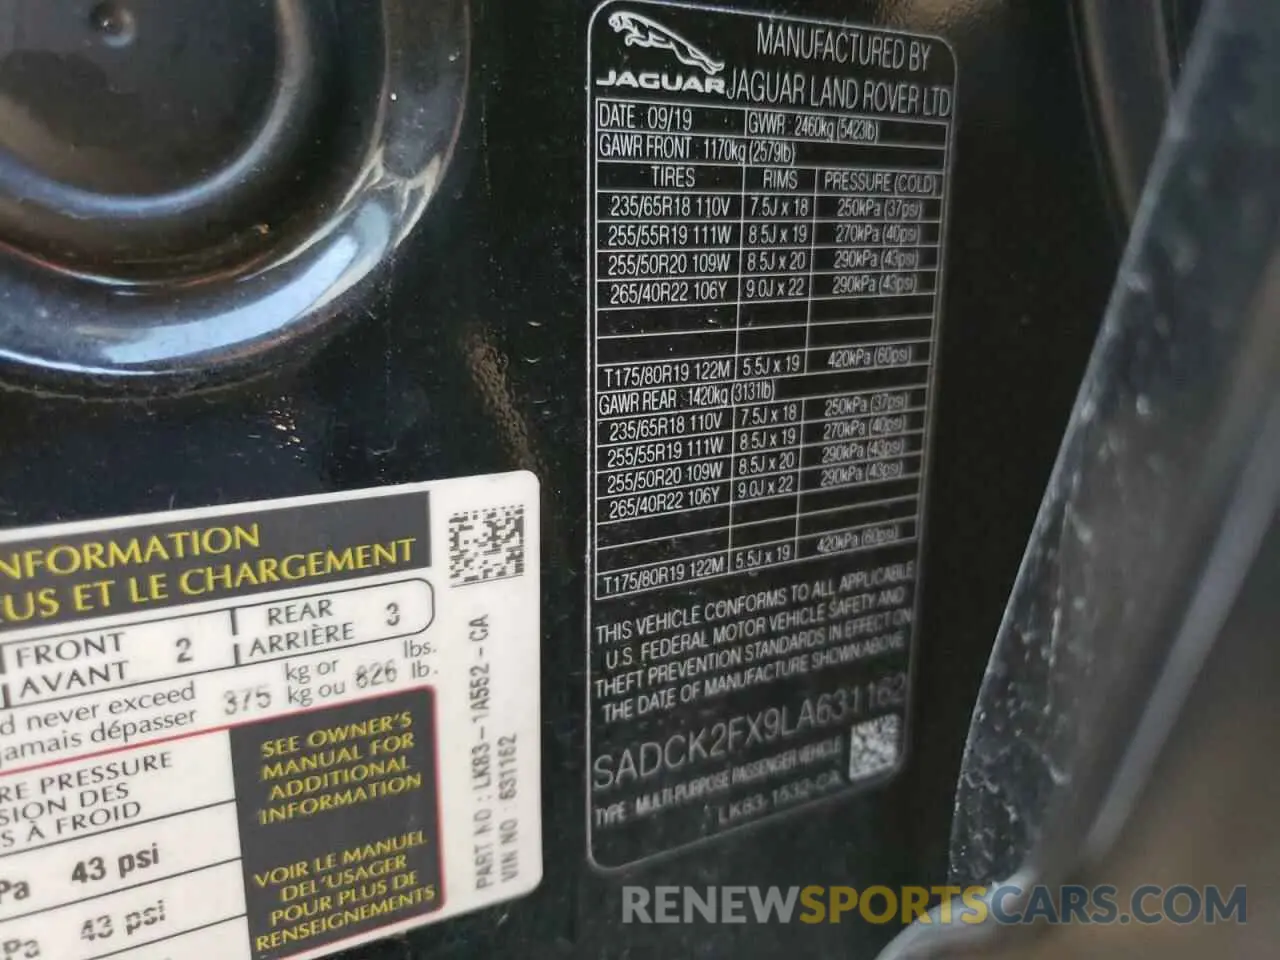 JAGUAR
MANUFACTURED BY
JAGUAR LAND ROVER LTD
DATE : 09/19 GVWR : 2460kg (5423lb)
GAWR FRONT : 1170kg (2579lb)
TIRES RIMS PRESSURE (COLD)
235/65R18 110V 7.5J x 18 250kPa (37psi)
255/55R19 111W 8.5J x 19 270kPa (40psi)
255/50R20 109W 8.5J x 20 290kPa (43psi)
265/40R22 106Y 9.0J x 22 290kPa (43psi)
T175/80R19 122M 5.5J x 19 420kPa (60psi)
GAWR REAR : 1420kg (3131lb)
235/65R18 110V 7.5J x 18 250kPa (37psi)
255/55R19 111W 8.5J x 19 270kPa (40psi)
255/50R20 109W 8.5J x 20 290kPa (43psi)
265/40R22 106Y 9.0J x 22 290kPa (43psi)
T175/80R19 122M 5.5J x 19 420kPa (60psi)
THIS VEHICLE CONFORMS TO ALL APPLICABLE
U.S. FEDERAL MOTOR VEHICLE SAFETY AND
THEFT PREVENTION STANDARDS IN EFFECT ON
THE DATE OF MANUFACTURE SHOWN ABOVE
SADCK2FX9LA631162
TYPE : MULTI-PURPOSE PASSENGER VEHICLE
LK83-1532-CA
NFORMATION
US ET LE CHARGEMENT
FRONT 2 REAR 3
AVANT ARRIÈRE
d never exceed 375 kg or 826 lbs.
jamais dépasser kg ou lb.
RE PRESSURE
SION DES
S À FROID
Pa 43 psi
Pa 43 psi
SEE OWNER'S
MANUAL FOR
ADDITIONAL
INFORMATION
VOIR LE MANUEL
DEL'USAGER
POUR PLUS DE
RENSEIGNEMENTS
PART NO : LK83-1A552-CA
VIN NO : 631162
RENEWSPORTSCARS.COM